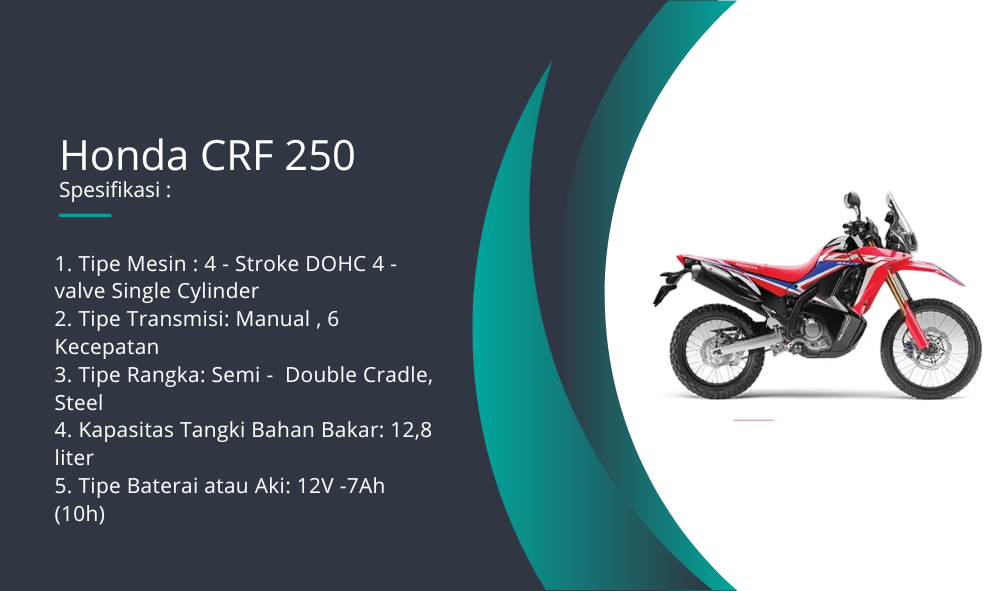 Honda CRF 250
Spesifikasi :
1. Tipe Mesin : 4 - Stroke DOHC 4 -
valve Single Cylinder
2. Tipe Transmisi: Manual , 6
Kecepatan
3. Tipe Rangka: Semi -  Double Cradle,
Steel
4. Kapasitas Tangki Bahan Bakar: 12,8
liter
5. Tipe Baterai atau Aki: 12V -7Ah
(10h)
HONDA